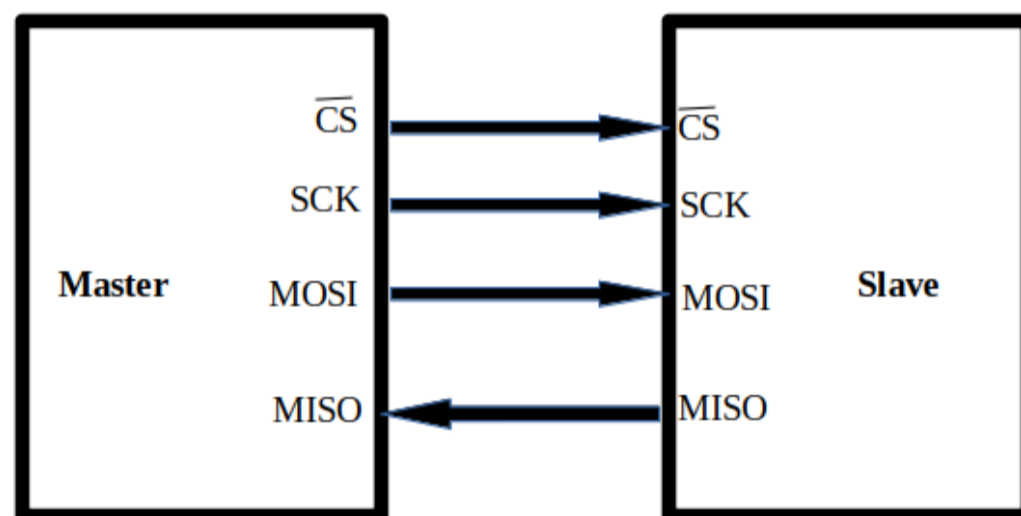 C̅S̅ C̅S̅
SCK SCK
Master MOSI MOSI Slave
MISO MISO